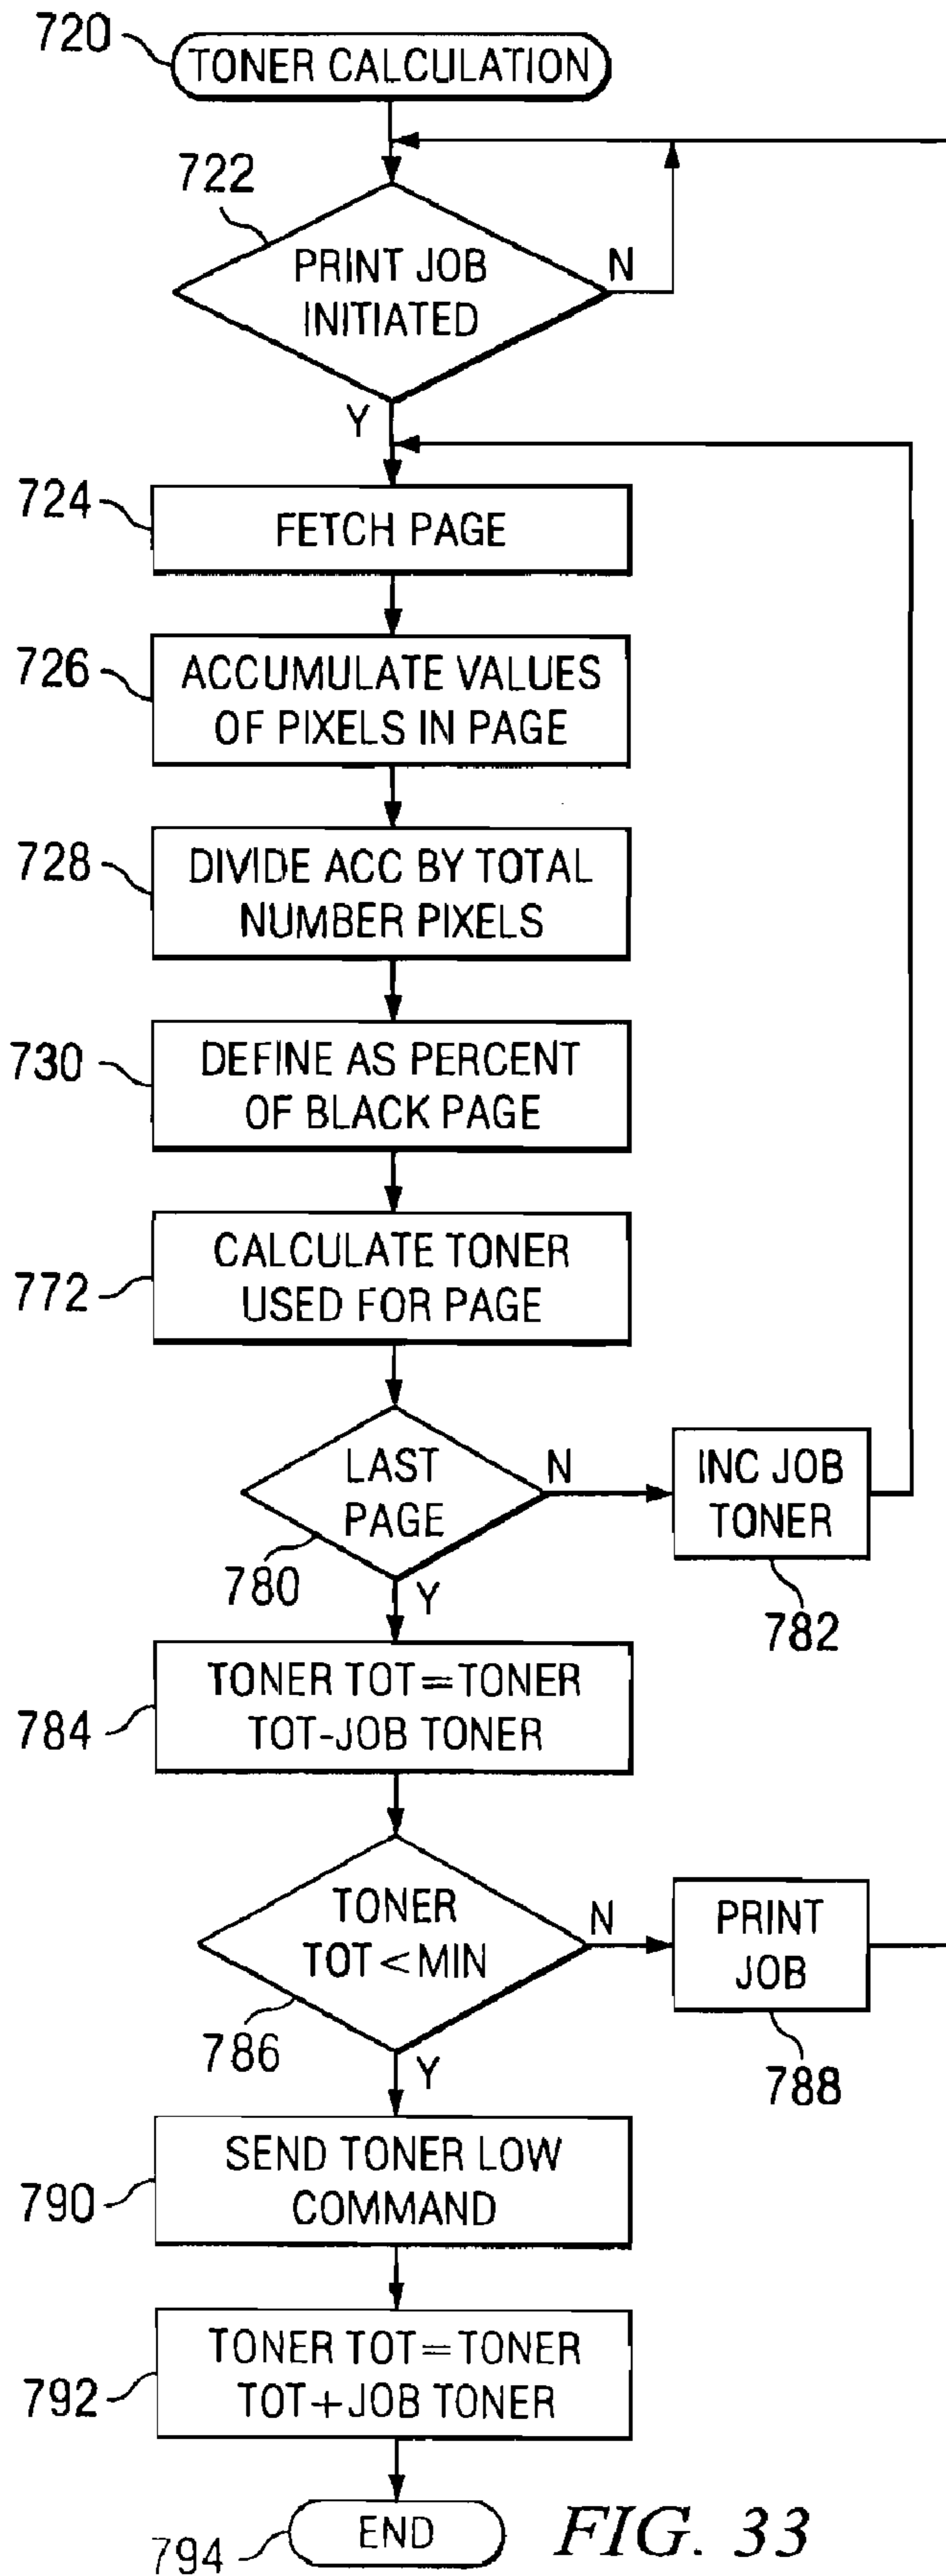 720
TONER CALCULATION
722
PRINT JOB
INITIATED
N
Y
724
FETCH PAGE
726
ACCUMULATE VALUES
OF PIXELS IN PAGE
728
DIVIDE ACC BY TOTAL
NUMBER PIXELS
730
DEFINE AS PERCENT
OF BLACK PAGE
772
CALCULATE TONER
USED FOR PAGE
LAST
PAGE
N
780
Y
INC JOB
TONER
782
784
TONER TOT=TONER
TOT-JOB TONER
TONER
TOT<MIN
N
786
Y
PRINT
JOB
788
790
SEND TONER LOW
COMMAND
792
TONER TOT=TONER
TOT+JOB TONER
794
END
FIG. 33